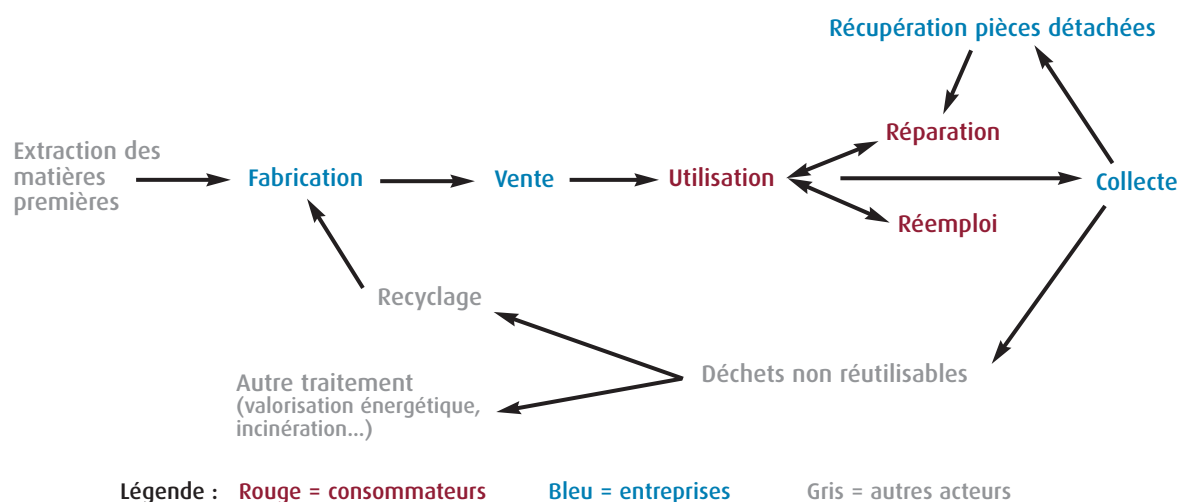 Récupération pièces détachées
Réparation
Extraction des
matières
premières
Fabrication
Vente
Utilisation
Collecte
Réemploi
Recyclage
Déchets non réutilisables
Autre traitement
(valorisation énergétique,
incinération...)
Légende : Rouge = consommateurs Bleu = entreprises Gris = autres acteurs